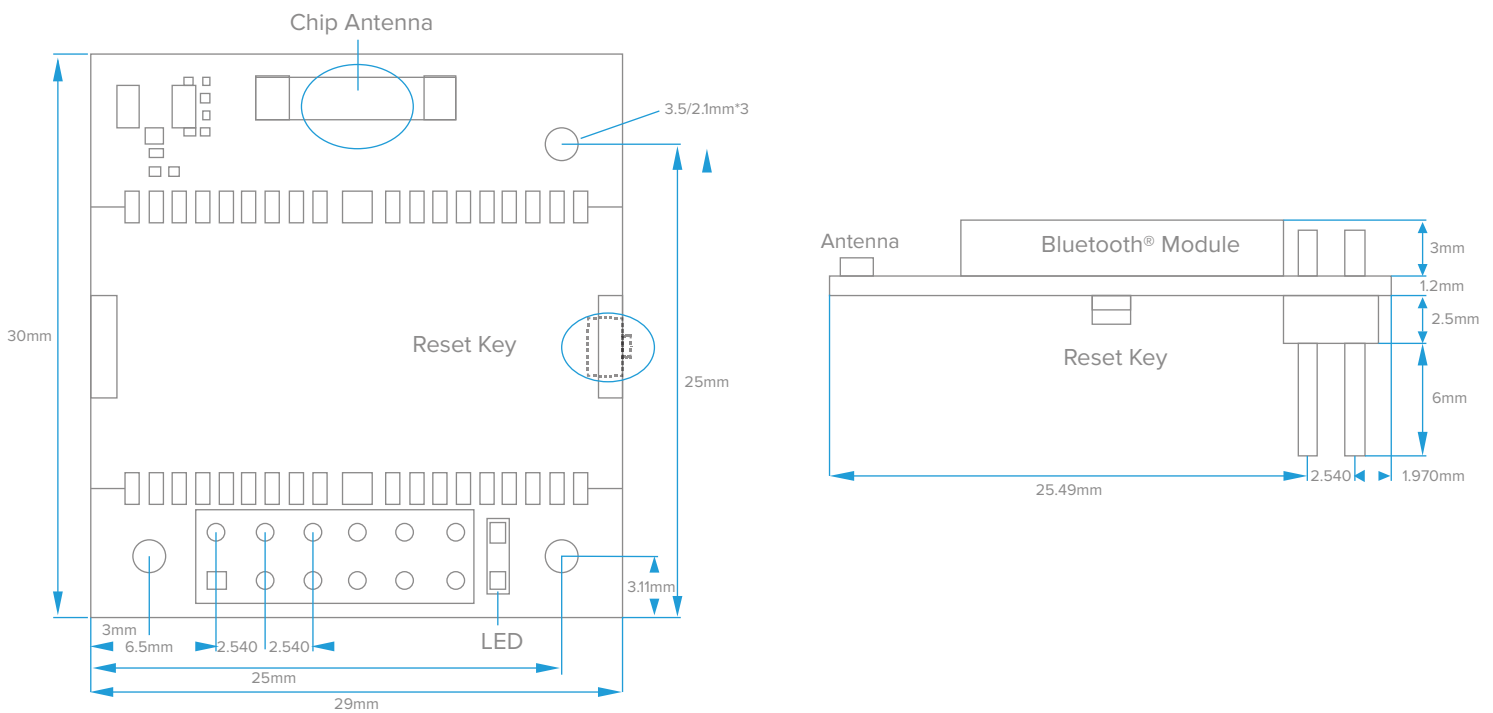 Chip Antenna
3.5/2.1mm*3
30mm
Reset Key
25mm
3.11mm
LED
3mm
6.5mm
2.540
2.540
25mm
29mm
Antenna
Bluetooth® Module
3mm
1.2mm
2.5mm
Reset Key
6mm
25.49mm
2.540
1.970mm